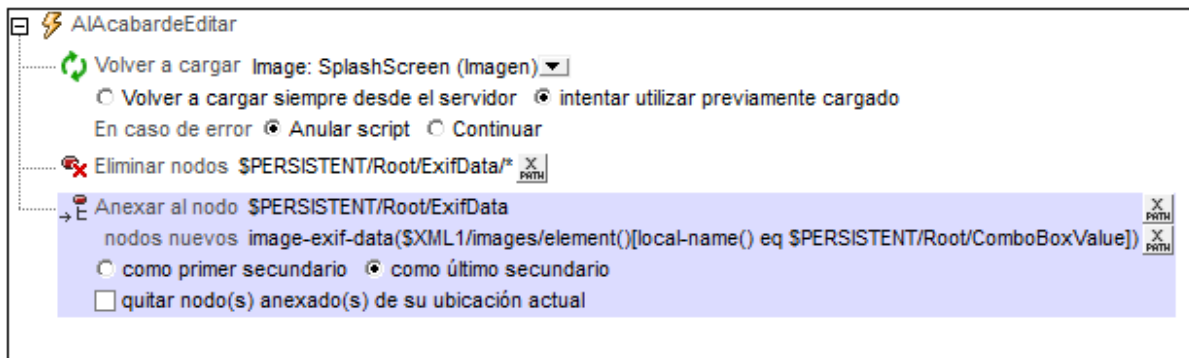 AlAcabardeEditar
Volver a cargar Image: SplashScreen (Imagen)
Volver a cargar siempre desde el servidor intentar utilizar previamente cargado
En caso de error Anular script Continuar
Eliminar nodos $PERSISTENT/Root/ExifData/* X PATH
Anexar al nodo $PERSISTENT/Root/ExifData X PATH
nodos nuevos image-exif-data($XML1/images/element()[local-name() eq $PERSISTENT/Root/ComboBoxValue]) X PATH
como primer secundario como último secundario
quitar nodo(s) anexado(s) de su ubicación actual